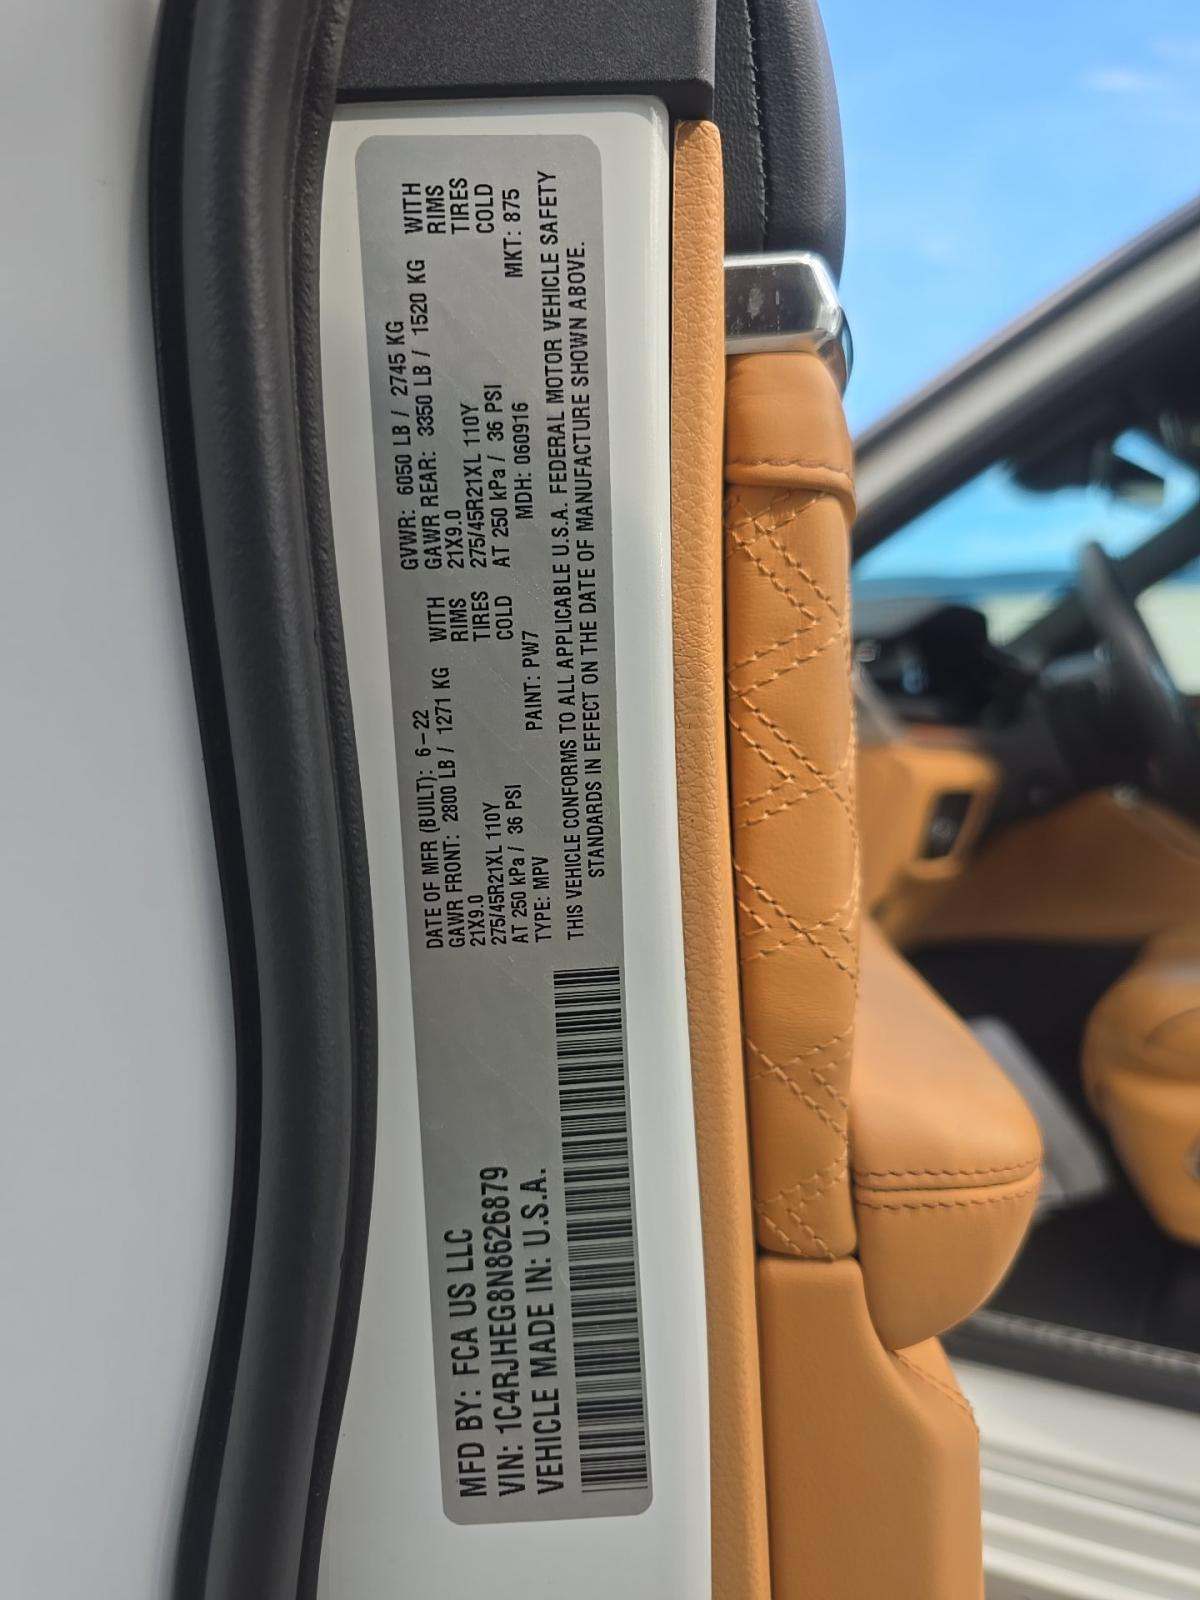 MFD BY: FCA US LLC
VIN: 1C4RJHEG8N8626879
VEHICLE MADE IN: U.S.A.
DATE OF MFR (BUILT): 6-22 GVWR: 6050 LB / 2745 KG
GAWR FRONT: 2800 LB / 1271 KG WITH GAWR REAR: 3350 LB / 1520 KG WITH
21X9.0 RIMS 21X9.0 RIMS
275/45R21XL 110Y TIRES 275/45R21XL 110Y TIRES
AT 250 kPa / 36 PSI COLD AT 250 kPa / 36 PSI COLD
TYPE: MPV PAINT: PW7 MDH: 060916 MKT: 875
THIS VEHICLE CONFORMS TO ALL APPLICABLE U.S.A. FEDERAL MOTOR VEHICLE SAFETY
STANDARDS IN EFFECT ON THE DATE OF MANUFACTURE SHOWN ABOVE.